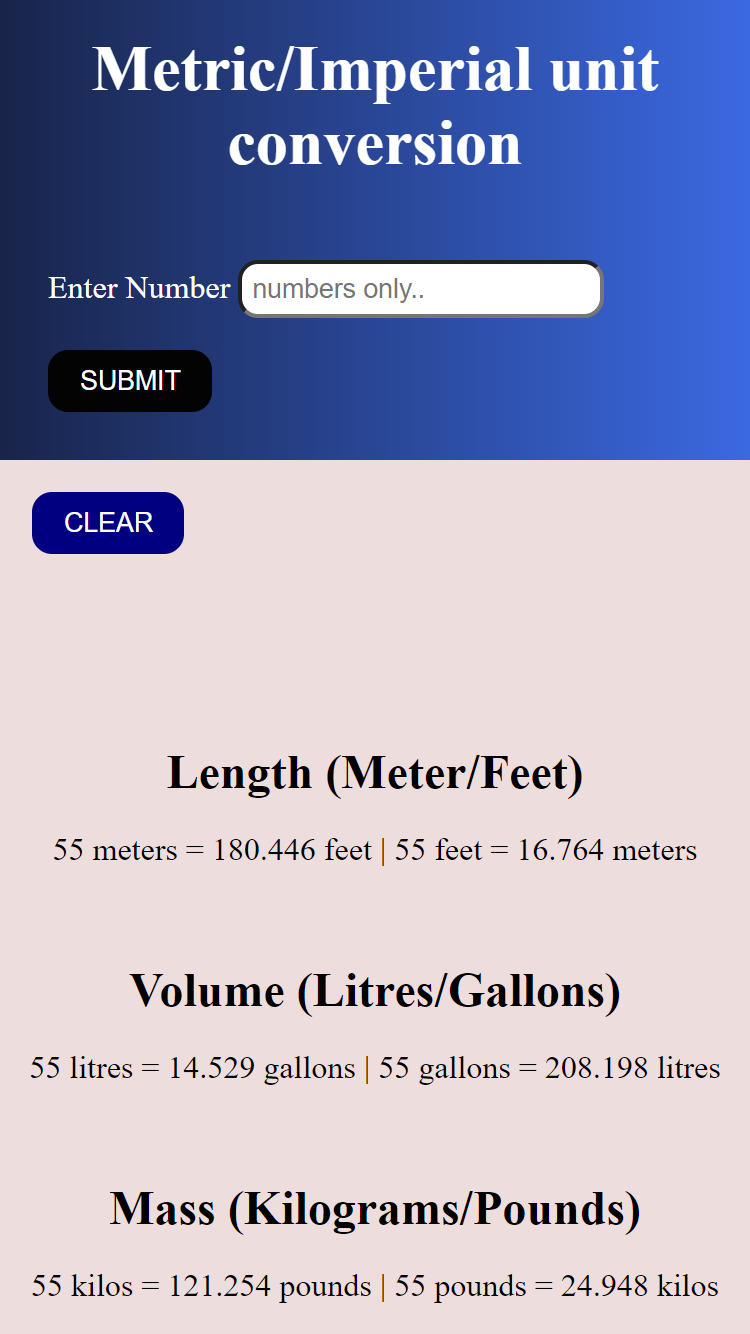 Metric/Imperial unit
conversion
Enter Number numbers only..
SUBMIT
CLEAR
Length (Meter/Feet)
55 meters = 180.446 feet | 55 feet = 16.764 meters
Volume (Litres/Gallons)
55 litres = 14.529 gallons | 55 gallons = 208.198 litres
Mass (Kilograms/Pounds)
55 kilos = 121.254 pounds | 55 pounds = 24.948 kilos